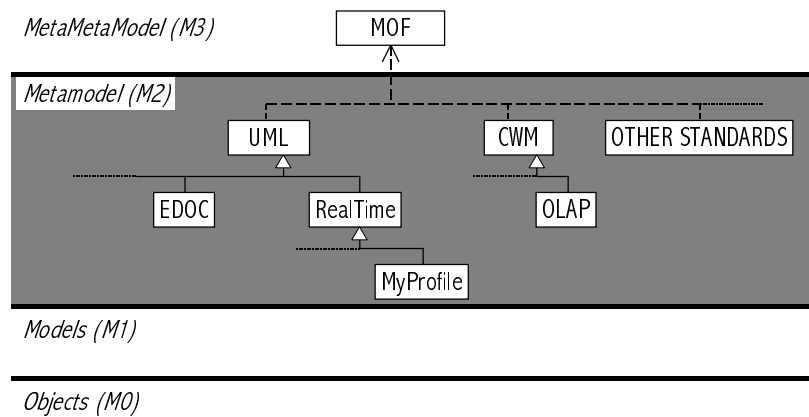 MetaMetaModel (M3)
MOF
Metamodel (M2)
UML
CWM
OTHER STANDARDS
EDOC
RealTime
OLAP
MyProfile
Models (M1)
Objects (M0)